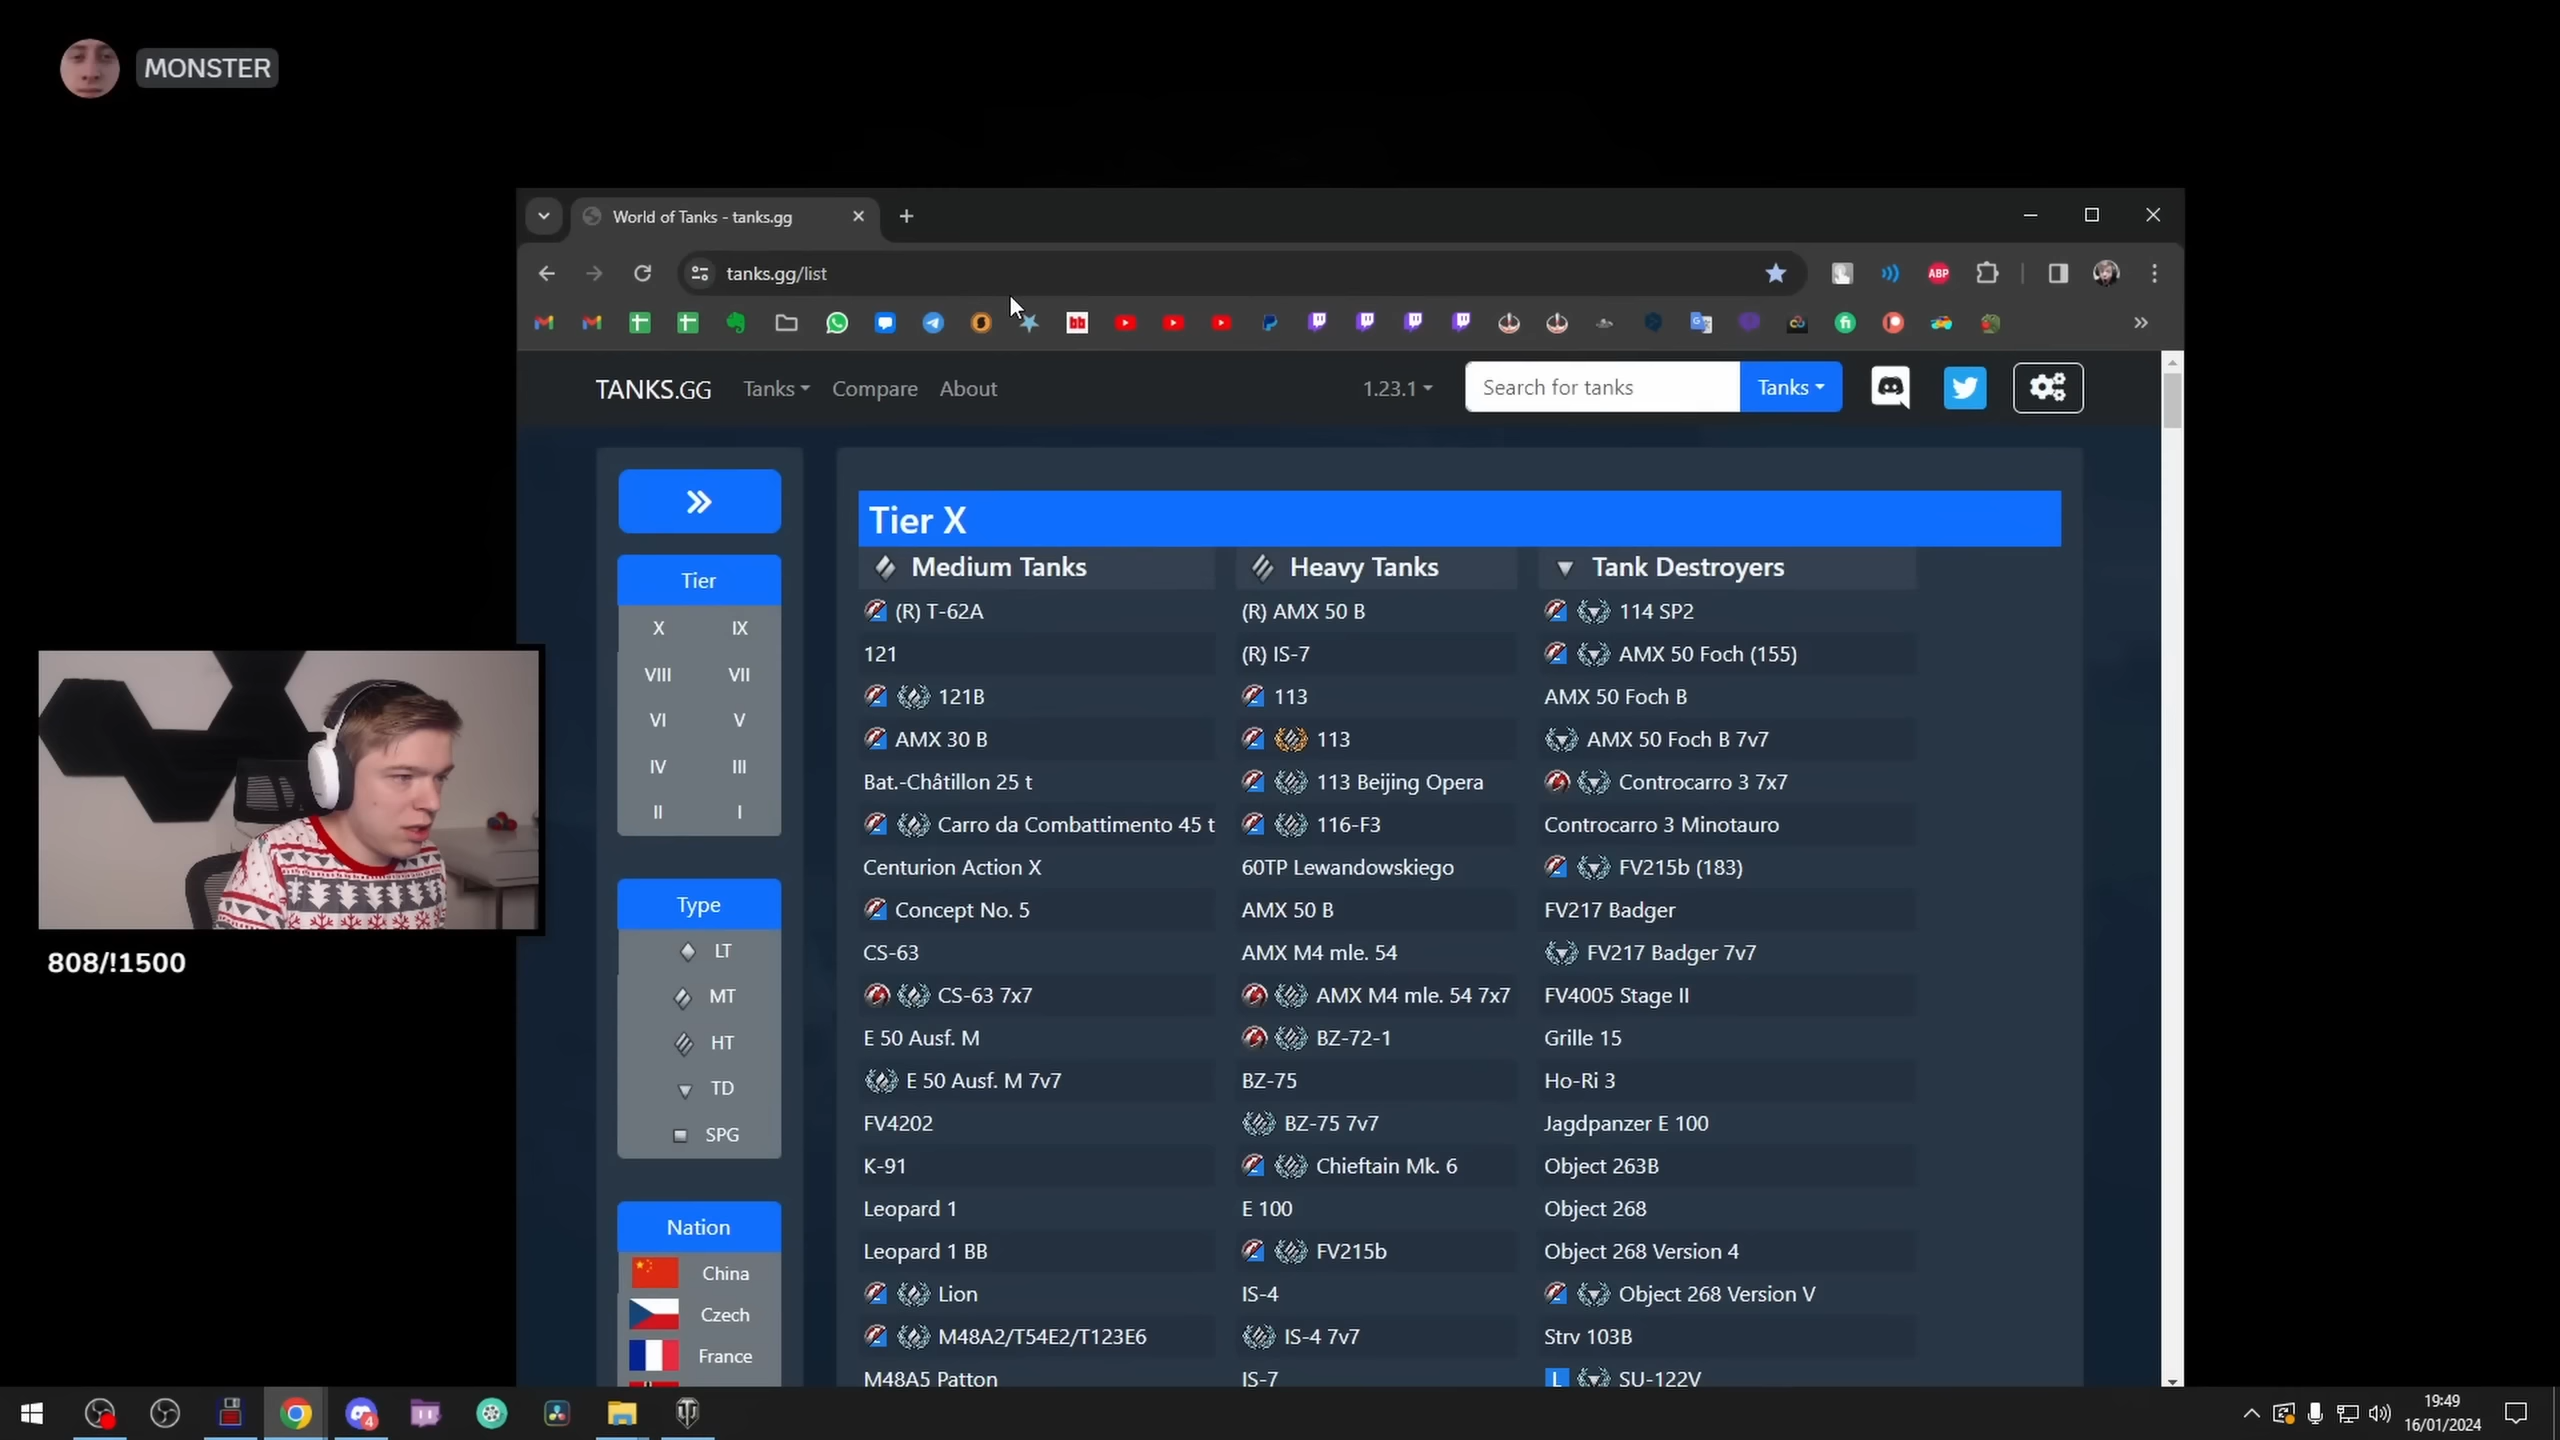 MONSTER
World of Tanks - tanks.gg
tanks.gg/list
ABP
bb
TANKS.GG Tanks Compare About 1.23.1 Search for tanks Tanks
Tier
X IX
VIII VII
VI V
IV III
II I
Type
LT
MT
HT
TD
SPG
Nation
China
Czech
France
Tier X
Medium Tanks
(R) T-62A
121
121B
AMX 30 B
Bat.-Châtillon 25 t
Carro da Combattimento 45 t
Centurion Action X
Concept No. 5
CS-63
CS-63 7x7
E 50 Ausf. M
E 50 Ausf. M 7v7
FV4202
K-91
Leopard 1
Leopard 1 BB
Lion
M48A2/T54E2/T123E6
M48A5 Patton
Heavy Tanks
(R) AMX 50 B
(R) IS-7
113
113
113 Beijing Opera
116-F3
60TP Lewandowskiego
AMX 50 B
AMX M4 mle. 54
AMX M4 mle. 54 7x7
BZ-72-1
BZ-75
BZ-75 7v7
Chieftain Mk. 6
E 100
FV215b
IS-4
IS-4 7v7
IS-7
Tank Destroyers
114 SP2
AMX 50 Foch (155)
AMX 50 Foch B
AMX 50 Foch B 7v7
Controcarro 3 7x7
Controcarro 3 Minotauro
FV215b (183)
FV217 Badger
FV217 Badger 7v7
FV4005 Stage II
Grille 15
Ho-Ri 3
Jagdpanzer E 100
Object 263B
Object 268
Object 268 Version 4
Object 268 Version V
Strv 103B
L SU-122V
808/!1500
4
19:49
16/01/2024